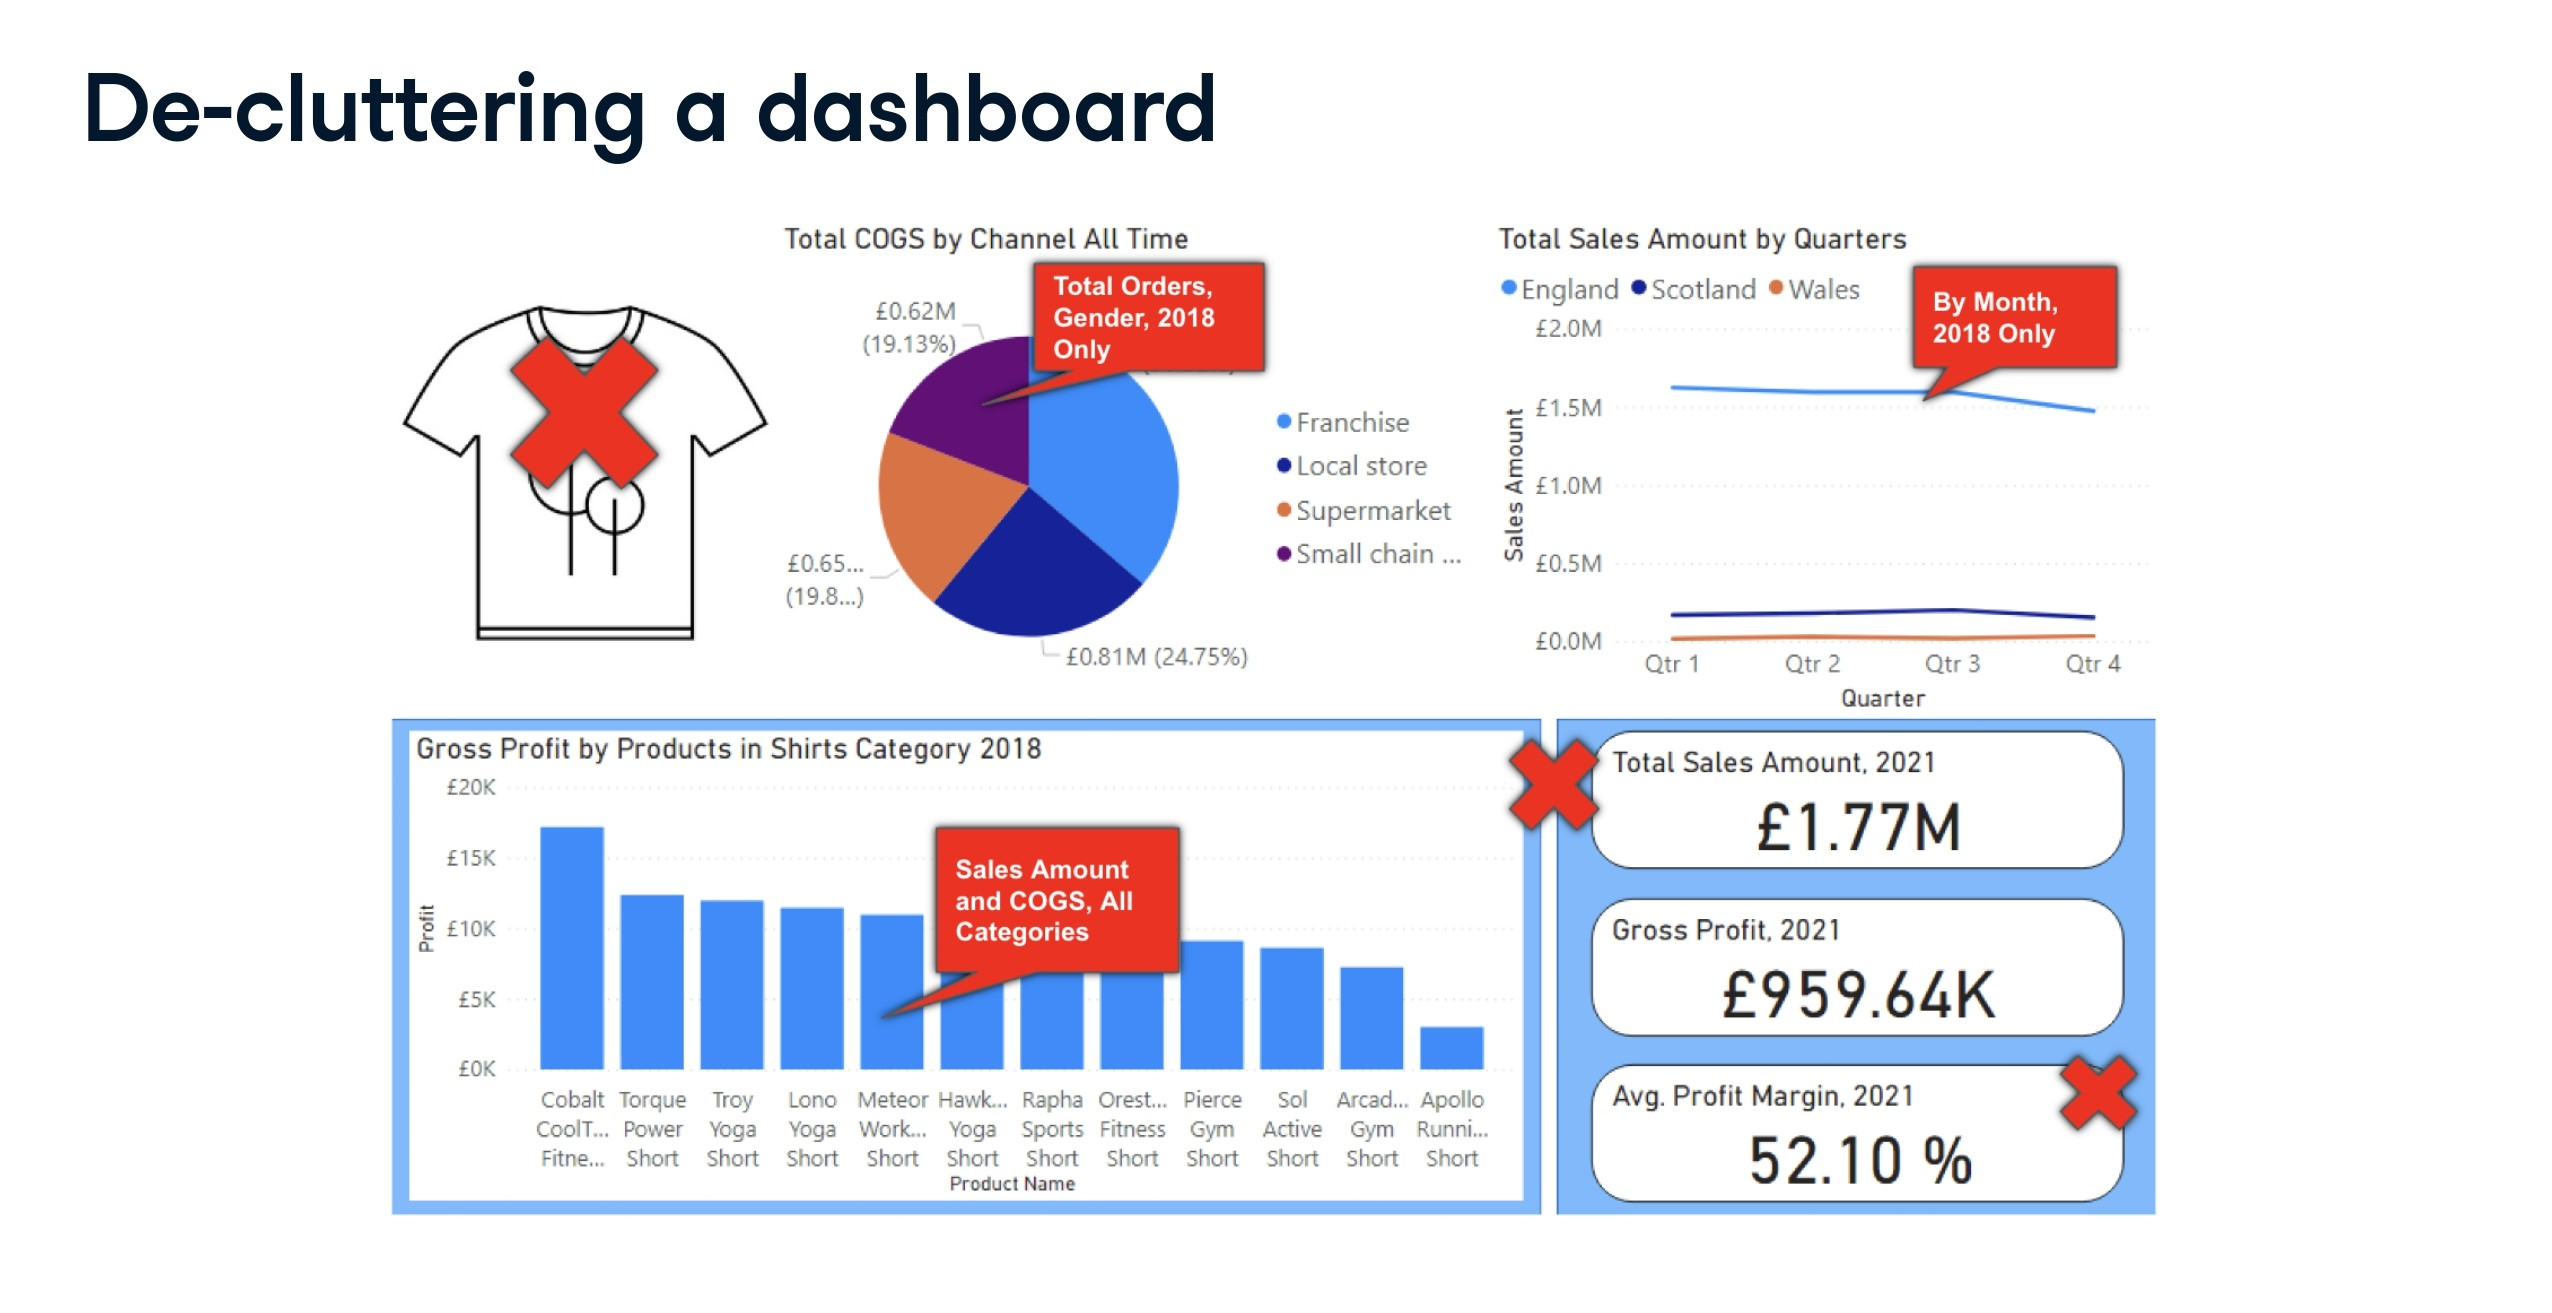 De-cluttering a dashboard
Total COGS by Channel All Time
Total Orders,
Gender, 2018
Only
£0.62M
(19.13%)
£0.65...
(19.8...)
£0.81M (24.75%)
Franchise
Local store
Supermarket
Small chain ...
Total Sales Amount by Quarters
England Scotland Wales
By Month,
2018 Only
Sales Amount
£2.0M
£1.5M
£1.0M
£0.5M
£0.0M
Qtr 1 Qtr 2 Qtr 3 Qtr 4
Quarter
Gross Profit by Products in Shirts Category 2018
Sales Amount
and COGS, All
Categories
Profit
£20K
£15K
£10K
£5K
£0K
Cobalt Torque Troy Lono Meteor Hawk... Rapha Orest... Pierce Sol Arcad... Apollo
CoolT... Power Yoga Yoga Work... Yoga Sports Fitness Gym Active Gym Runni...
Fitne... Short Short Short Short Short Short Short Short Short Short Short
Product Name
Total Sales Amount, 2021
£1.77M
Gross Profit, 2021
£959.64K
Avg. Profit Margin, 2021
52.10 %